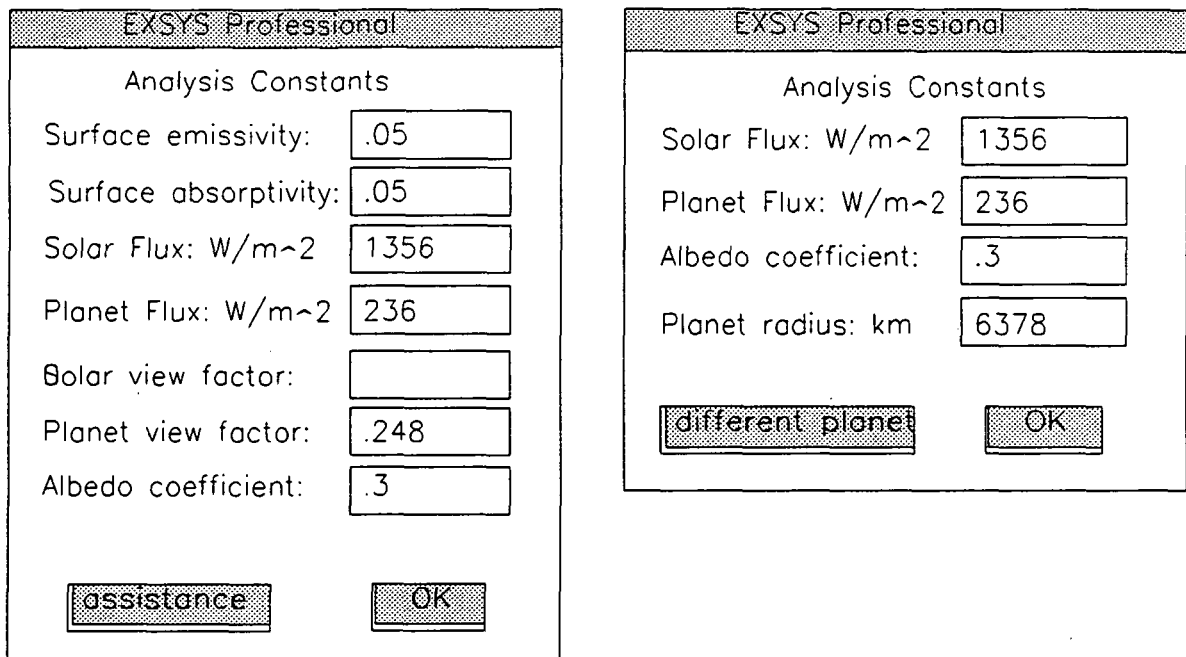 EXSYS Professional
Analysis Constants
Surface emissivity: .05
Surface absorptivity: .05
Solar Flux: W/m^2 1356
Planet Flux: W/m^2 236
Solar view factor:
Planet view factor: .248
Albedo coefficient: .3
assistance OK
EXSYS Professional
Analysis Constants
Solar Flux: W/m^2 1356
Planet Flux: W/m^2 236
Albedo coefficient: .3
Planet radius: km 6378
different planet OK